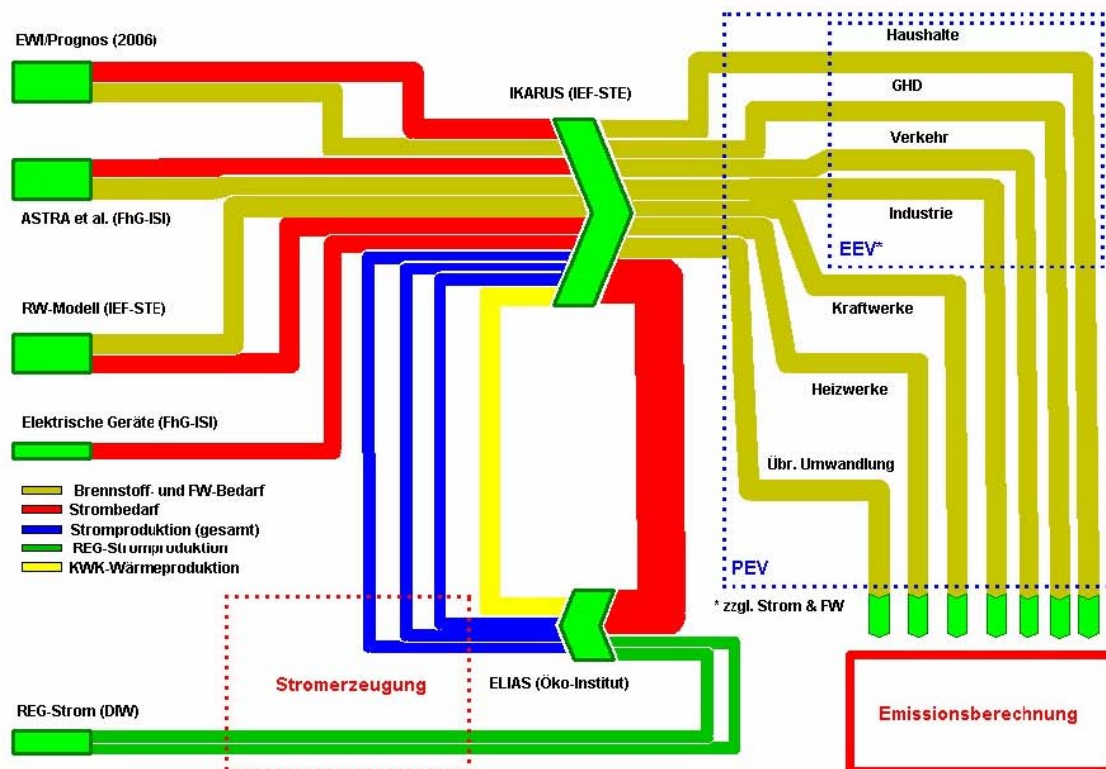 EWI/Prognos (2006)
ASTRA et al. (FhG-ISI)
RW-Modell (IEF-STE)
Elektrische Geräte (FhG-ISI)
Brennstoff- und FW-Bedarf
Strombedarf
Stromproduktion (gesamt)
REG-Stromproduktion
KWK-Wärmeproduktion
REG-Strom (DIW)
Stromerzeugung
IKARUS (IEF-STE)
ELIAS (Öko-Institut)
Haushalte
GHD
Verkehr
Industrie
EEV*
Kraftwerke
Heizwerke
Übr. Umwandlung
PEV
* zzgl. Strom & FW
Emissionsberechnung